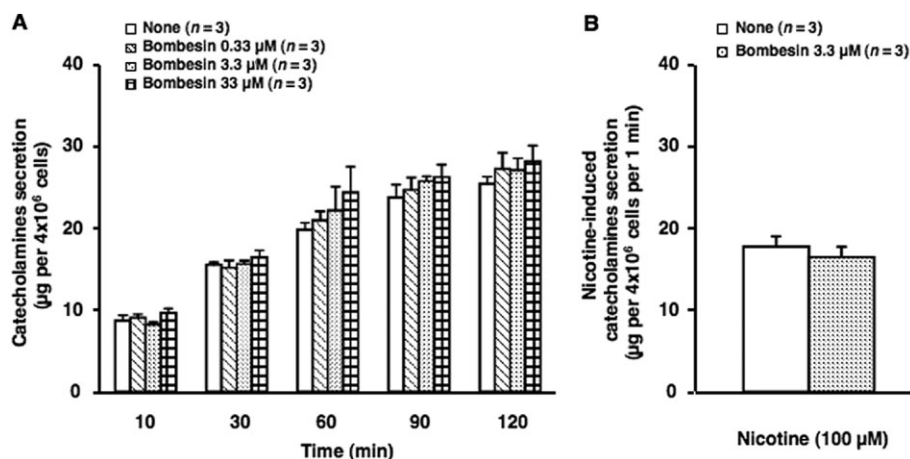 A
None (n = 3)
Bombesin 0.33 µM (n = 3)
Bombesin 3.3 µM (n = 3)
Bombesin 33 µM (n = 3)
Catecholamines secretion
(µg per 4x10⁶ cells)
40
30
20
10
0
10 30 60 90 120
Time (min)
B
None (n = 3)
Bombesin 3.3 µM (n = 3)
Nicotine-induced
catecholamines secretion
(µg per 4x10⁶ cells per 1 min)
40
30
20
10
0
Nicotine (100 µM)